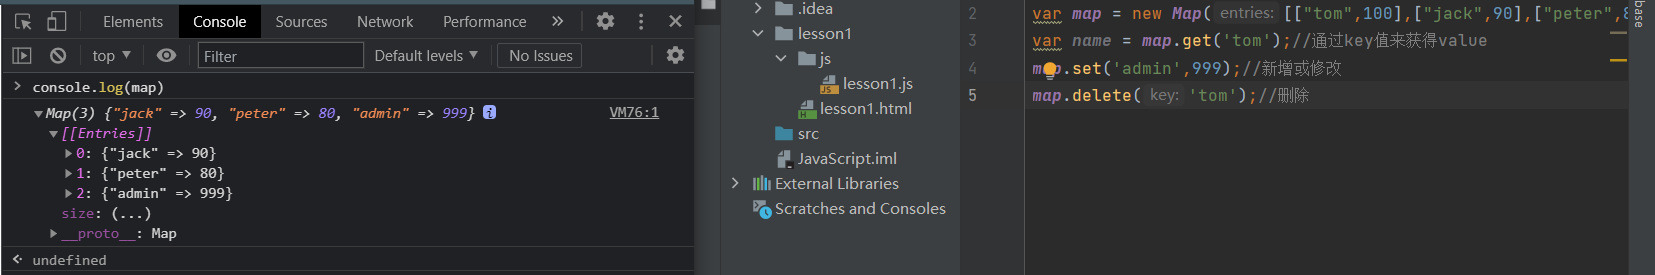 Elements Console Sources Network Performance »
top ▼ Filter Default levels ▼ No Issues
> console.log(map)
▼Map(3) {"jack" => 90, "peter" => 80, "admin" => 999} i VM76:1
▼[[Entries]]
▶0: {"jack" => 90}
▶1: {"peter" => 80}
▶2: {"admin" => 999}
size: (...)
▶__proto__: Map
undefined
.idea
lesson1
js
lesson1.js
lesson1.html
src
JavaScript.iml
External Libraries
Scratches and Consoles
2 var map = new Map( entries: [["tom",100],["jack",90],["peter",8
3 var name = map.get('tom');//通过key值来获得value
4 map.set('admin',999);//新增或修改
5 map.delete( key: 'tom');//删除
base